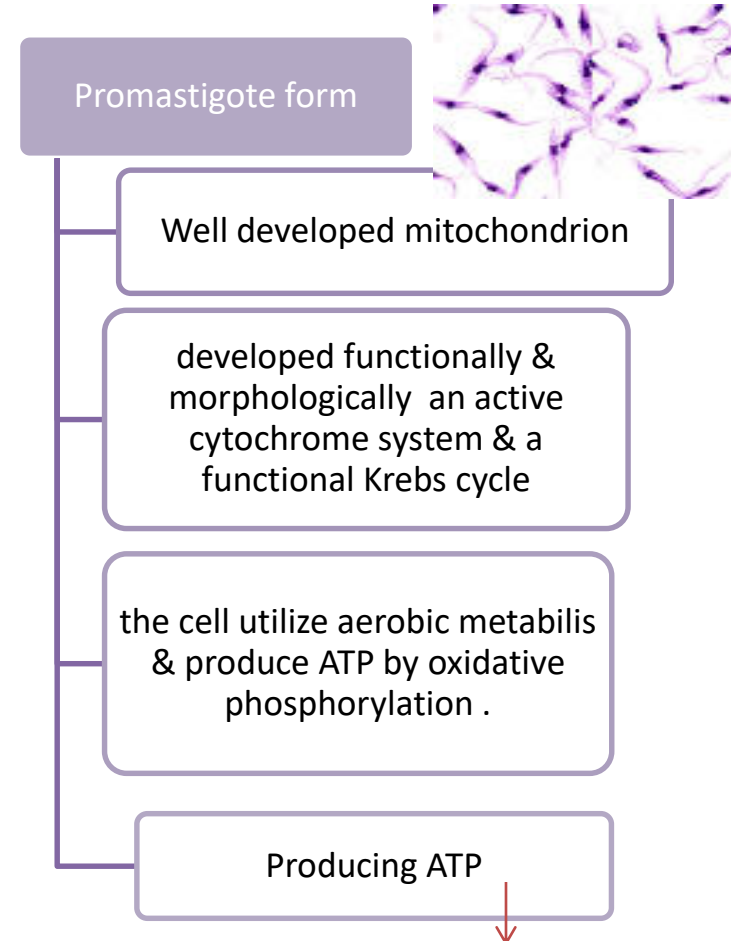 Promastigote form
Well developed mitochondrion
developed functionally &
morphologically  an active
cytochrome system & a
functional Krebs cycle
the cell utilize aerobic metabilis
& produce ATP by oxidative
phosphorylation .
Producing ATP